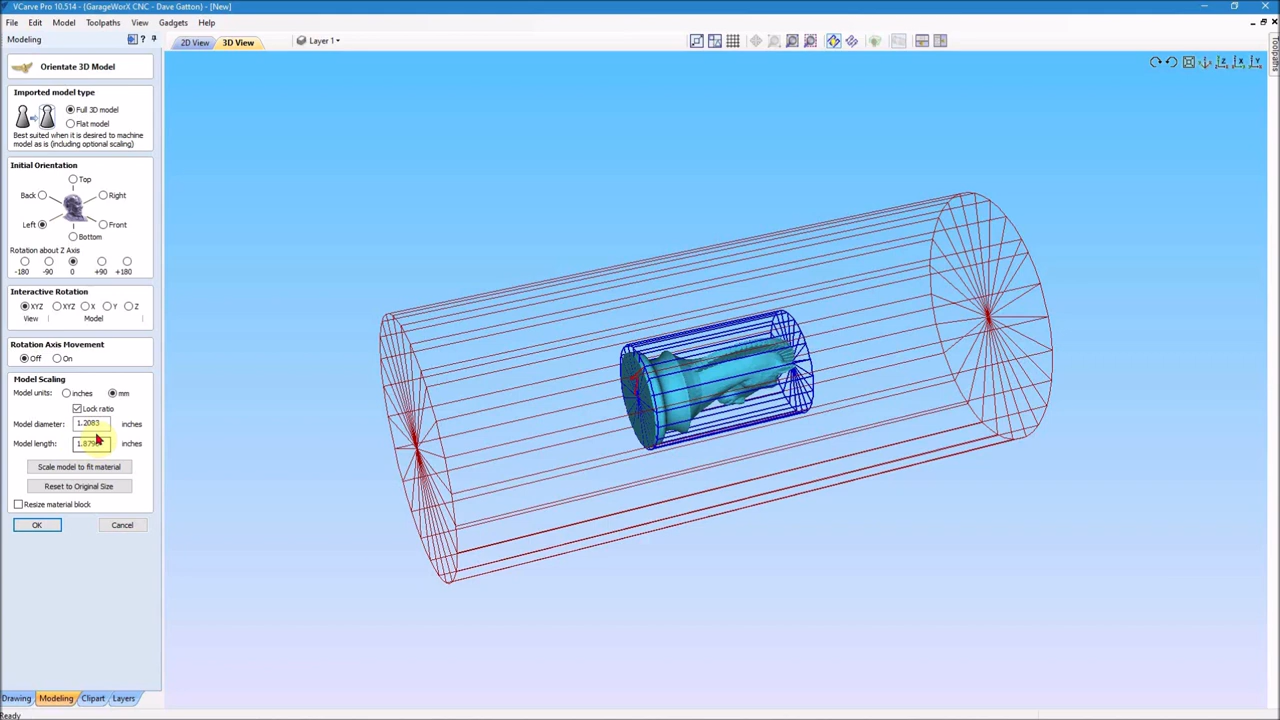 VCarve Pro 10.514 - {GarageWorX CNC - Dave Gatton} - [New]
File Edit Model Toolpaths View Gadgets Help
Modeling
2D View 3D View Layer 1
Toolpaths
Orientate 3D Model
Imported model type
Full 3D model
Flat model
Best suited when it is desired to machine
model as is (including optional scaling)
Initial Orientation
Top
Back Right
Left Front
Bottom
Rotation about Z Axis
-180 -90 0 +90 +180
Interactive Rotation
XYZ XYZ X Y Z
View Model
Rotation Axis Movement
Off On
Model Scaling
Model units: inches mm
Lock ratio
Model diameter: 1.2083 inches
Model length: inches
Scale model to fit material
Reset to Original Size
Resize material block
OK Cancel
Drawing Modeling Clipart Layers
Ready